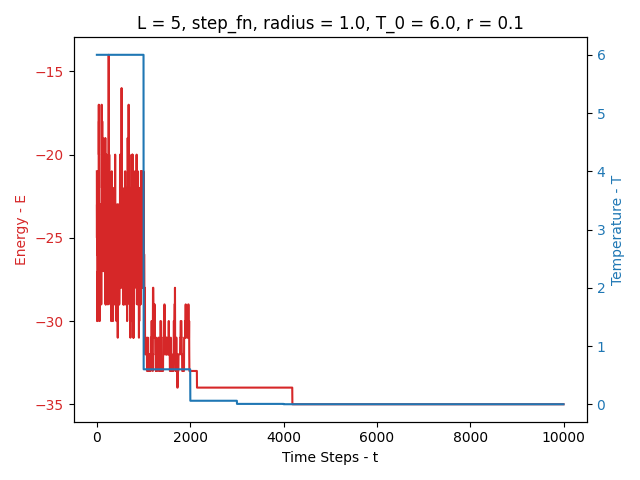 L = 5, step_fn, radius = 1.0, T_0 = 6.0, r = 0.1
−15
−20
−25
−30
−35
Energy - E
6
5
4
3
2
1
0
Temperature - T
0 2000 4000 6000 8000 10000
Time Steps - t